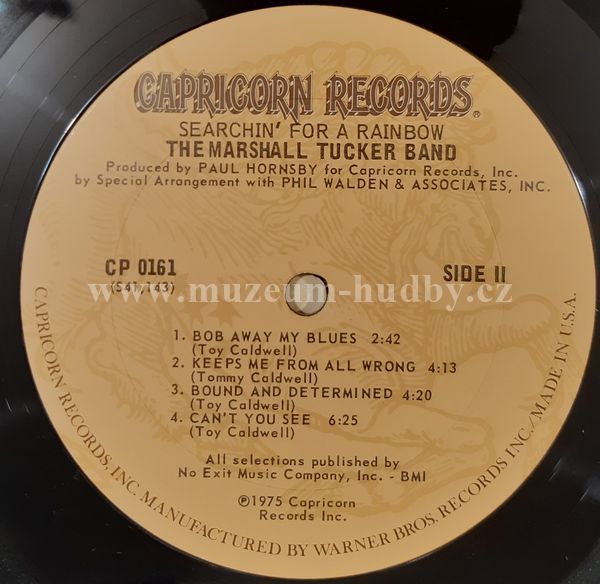 CAPRICORN RECORDS®
SEARCHIN' FOR A RAINBOW
THE MARSHALL TUCKER BAND
Produced by PAUL HORNSBY for Capricorn Records, Inc.
by Special Arrangement with PHIL WALDEN & ASSOCIATES, INC.
CP 0161
(S41,143)
SIDE II
www.muzeum-hudby.cz
1. BOB AWAY MY BLUES 2:42
(Toy Caldwell)
2. KEEPS ME FROM ALL WRONG 4:13
(Tommy Caldwell)
3. BOUND AND DETERMINED 4:20
(Toy Caldwell)
4. CAN'T YOU SEE 6:25
(Toy Caldwell)
All selections published by
No Exit Music Company, Inc. - BMI
℗1975 Capricorn
Records Inc.
CAPRICORN RECORDS, INC. MANUFACTURED BY WARNER BROS. RECORDS INC./MADE IN U.S.A.